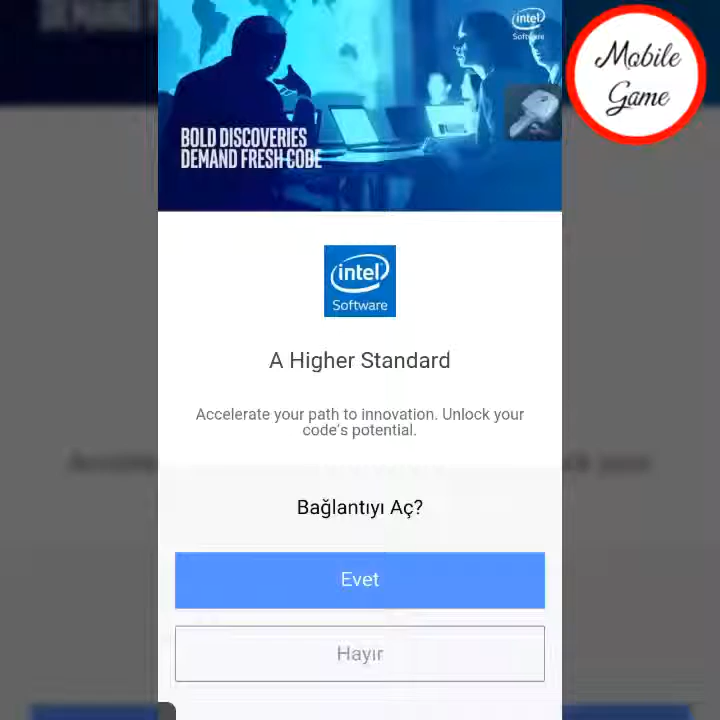 intel
Software
Mobile
Game
BOLD DISCOVERIES
DEMAND FRESH CODE
intel
Software
A Higher Standard
Accelerate your path to innovation. Unlock your
code's potential.
Bağlantıyı Aç?
Evet
Hayır